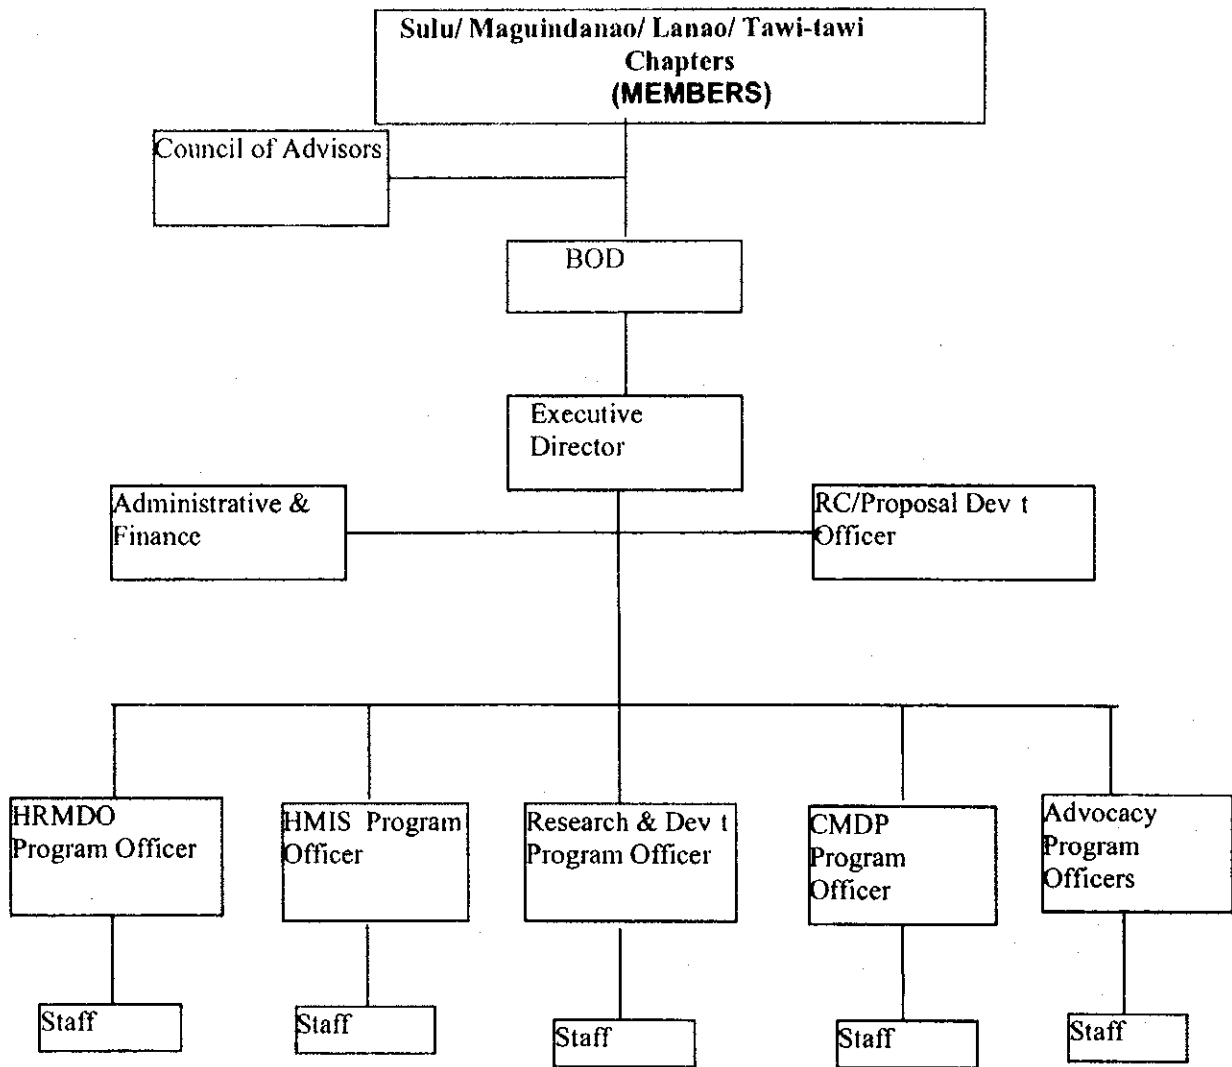 Sulu/ Maguindanao/ Lanao/ Tawi-tawi
Chapters
(MEMBERS)
Council of Advisors
BOD
Executive
Director
Administrative &
Finance
RC/Proposal Dev t
Officer
HRMDO
Program Officer
HMIS Program
Officer
Research & Dev t
Program Officer
CMDP
Program
Officer
Advocacy
Program
Officers
Staff
Staff
Staff
Staff
Staff